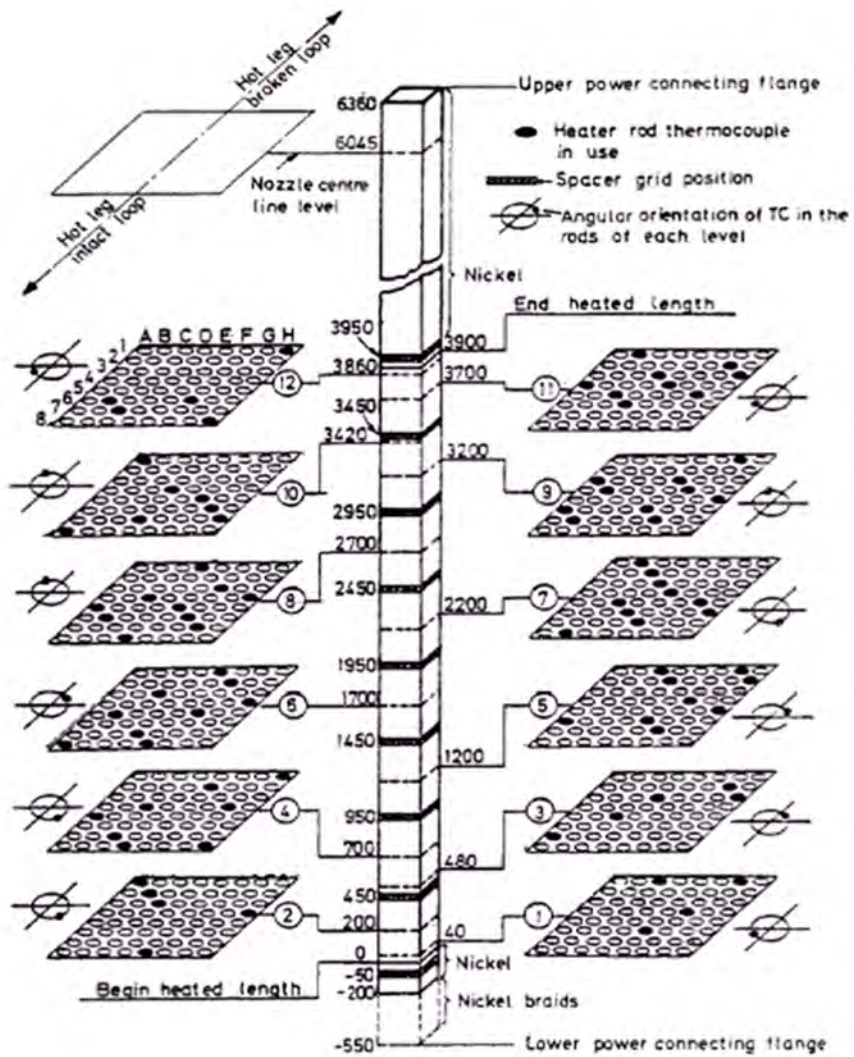 Hot leg
broken loop
Hot leg
intact loop
Nozzle centre
line level
6360
6045
Upper power connecting flange
Heater rod thermocouple
in use
Spacer grid position
Angular orientation of TC in the
rods of each level
Nickel
End heated length
3950
3900
3860
3700
3450
3420
3200
2950
2700
2450
2200
1950
1700
1450
1200
950
700
480
450
200
40
0
-50
-200
-550
A B C D E F G H
1
2
3
4
5
6
7
8
12
11
10
9
8
7
6
5
4
3
2
1
Nickel
Begin heated length
Nickel braids
Lower power connecting flange